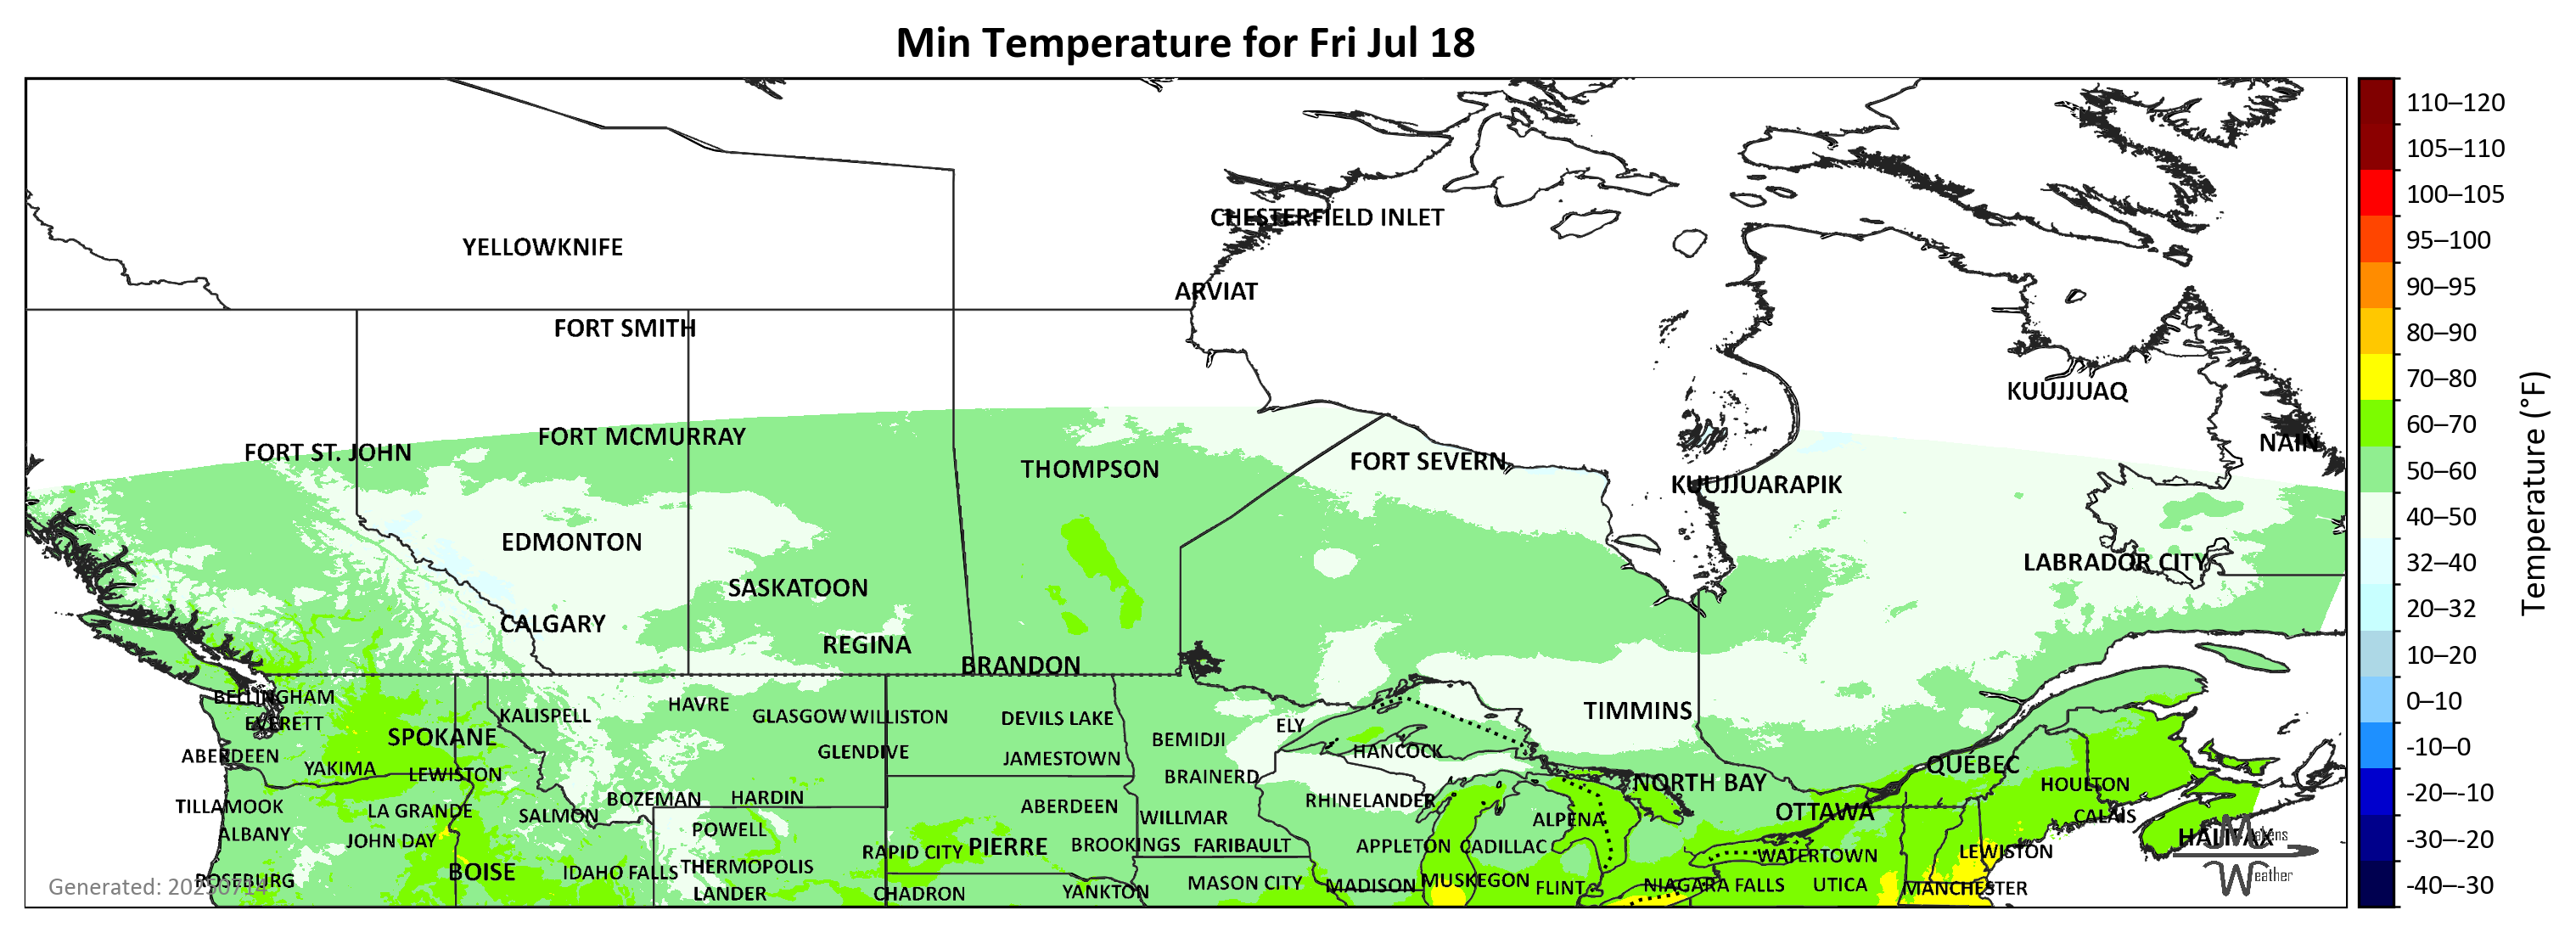 Min Temperature for Fri Jul 18
110–120
105–110
100–105
95–100
90–95
80–90
70–80
60–70
50–60
40–50
32–40
20–32
10–20
0–10
-10–0
-20–-10
-30–-20
-40–-30
Temperature (°F)
CHESTERFIELD INLET
YELLOWKNIFE
ARVIAT
FORT SMITH
KUUJJUAQ
FORT MCMURRAY
NAIN
FORT ST. JOHN
FORT SEVERN
THOMPSON
KUUJJUARAPIK
EDMONTON
LABRADOR CITY
SASKATOON
CALGARY
REGINA
BRANDON
BELLINGHAM
HAVRE
TIMMINS
KALISPELL
GLASGOW WILLISTON
DEVILS LAKE
EVERETT
ELY
SPOKANE
BEMIDJI
HANCOCK
GLENDIVE
ABERDEEN
JAMESTOWN
QUÉBEC
YAKIMA
LEWISTON
BRAINERD
NORTH BAY
HOULTON
BOZEMAN
HARDIN
RHINELANDER
TILLAMOOK
ABERDEEN
LA GRANDE
OTTAWA
SALMON
WILLMAR
CALAIS
ALPENA
POWELL
ALBANY
HALIFAX
JOHN DAY
BROOKINGS
FARIBAULT
APPLETON
CADILLAC
PIERRE
RAPID CITY
LEWISTON
WATERTOWN
THERMOPOLIS
BOISE
IDAHO FALLS
ROSEBURG
MUSKEGON
MASON CITY
MADISON
NIAGARA FALLS
UTICA
FLINT
MANCHESTER
YANKTON
LANDER
CHADRON
Generated: 20250714
Makens
Weather